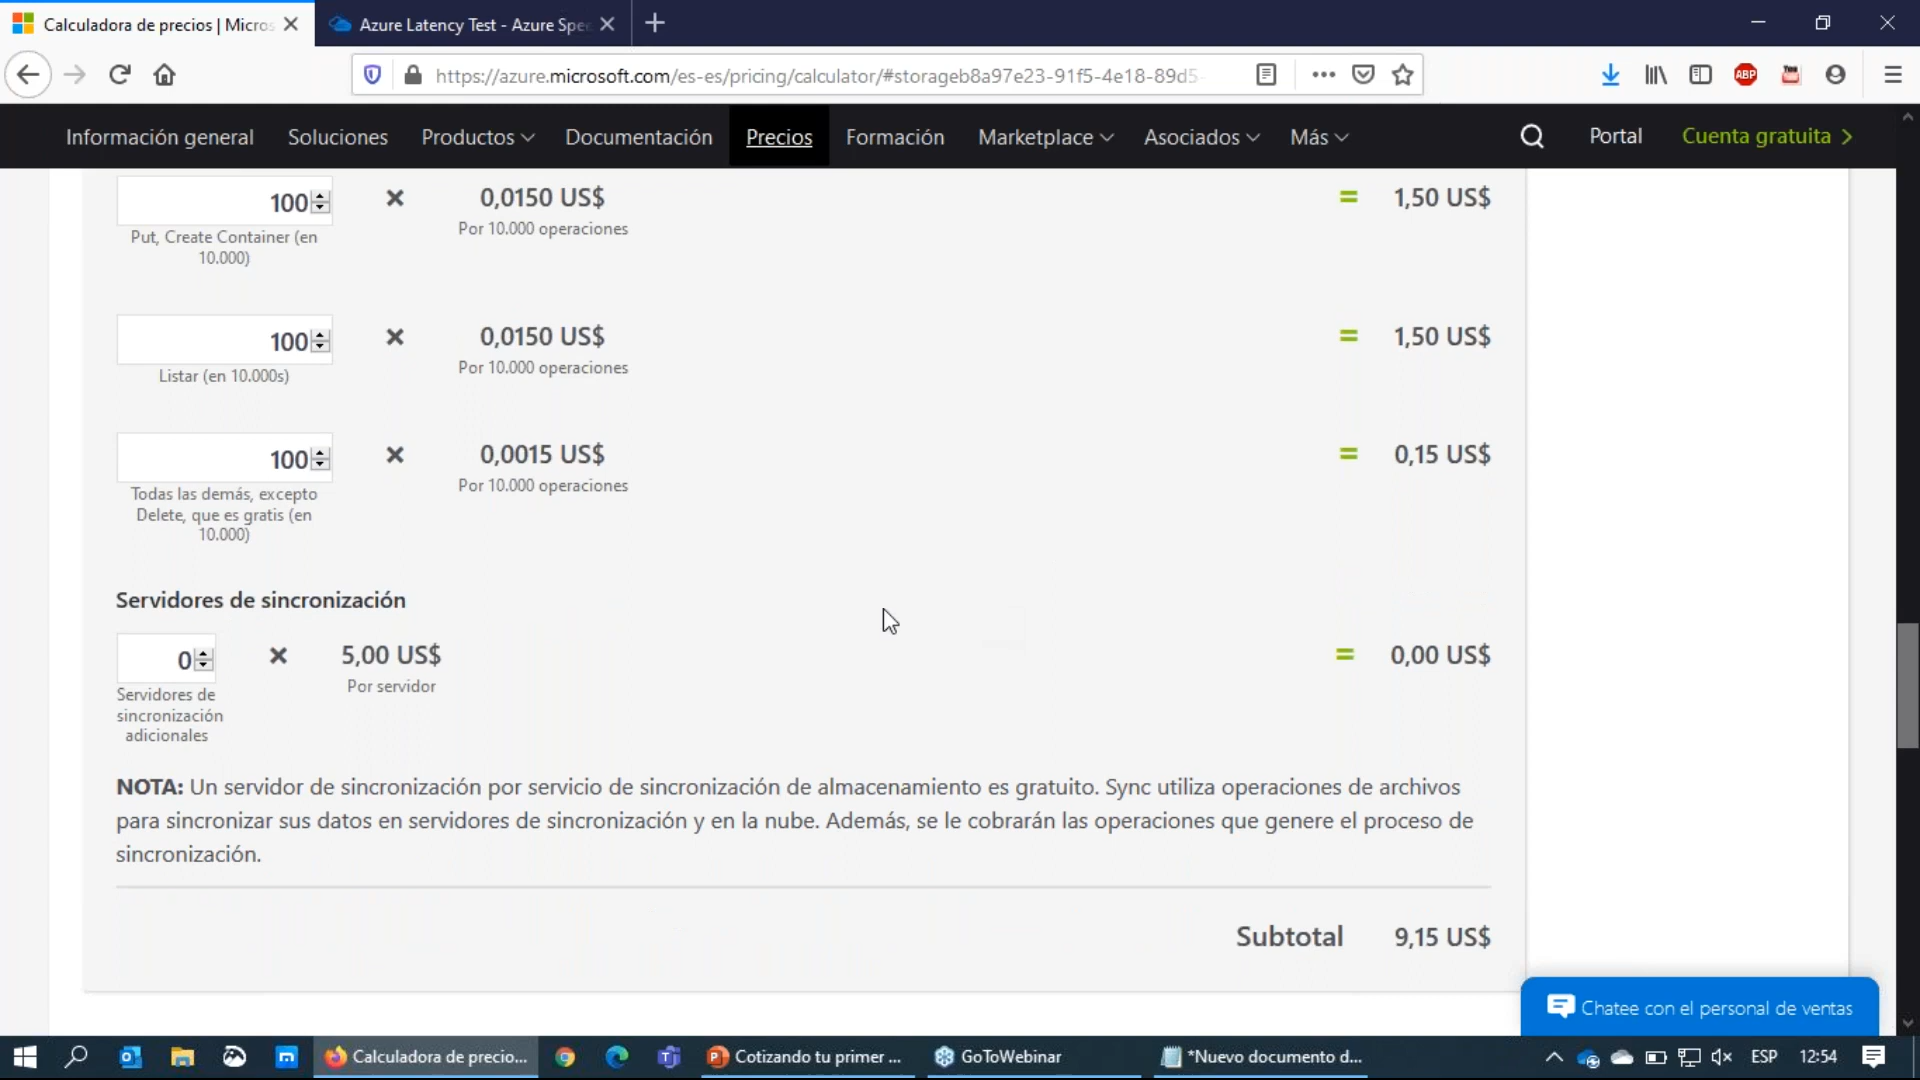 Calculadora de precios | Micros
Azure Latency Test - Azure Spe
https://azure.microsoft.com/es-es/pricing/calculator/#storageb8a97e23-91f5-4e18-89d5-
ABP
Información general Soluciones Productos Documentación Precios Formación Marketplace Asociados Más Portal Cuenta gratuita
100 × 0,0150 US$ = 1,50 US$
Por 10.000 operaciones
Put, Create Container (en
10.000)
100 × 0,0150 US$ = 1,50 US$
Por 10.000 operaciones
Listar (en 10.000s)
100 × 0,0015 US$ = 0,15 US$
Por 10.000 operaciones
Todas las demás, excepto
Delete, que es gratis (en
10.000)
Servidores de sincronización
0 × 5,00 US$ = 0,00 US$
Por servidor
Servidores de
sincronización
adicionales
NOTA: Un servidor de sincronización por servicio de sincronización de almacenamiento es gratuito. Sync utiliza operaciones de archivos
para sincronizar sus datos en servidores de sincronización y en la nube. Además, se le cobrarán las operaciones que genere el proceso de
sincronización.
Subtotal 9,15 US$
Chatee con el personal de ventas
Calculadora de precio... Cotizando tu primer ... GoToWebinar *Nuevo documento d... ESP 12:54